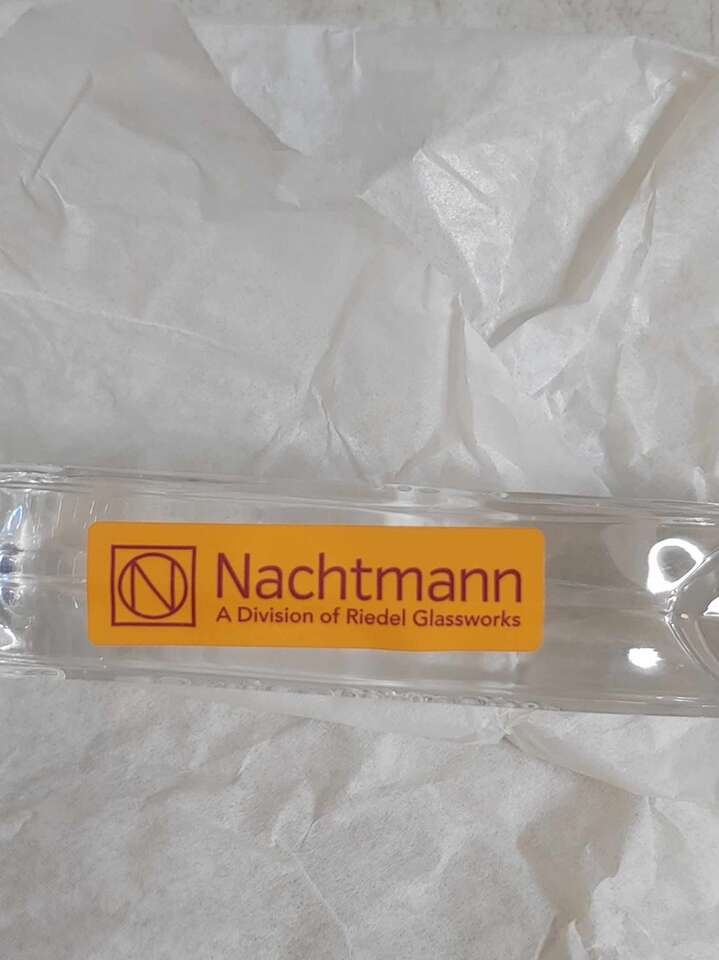 N
Nachtmann
A Division of Riedel Glassworks